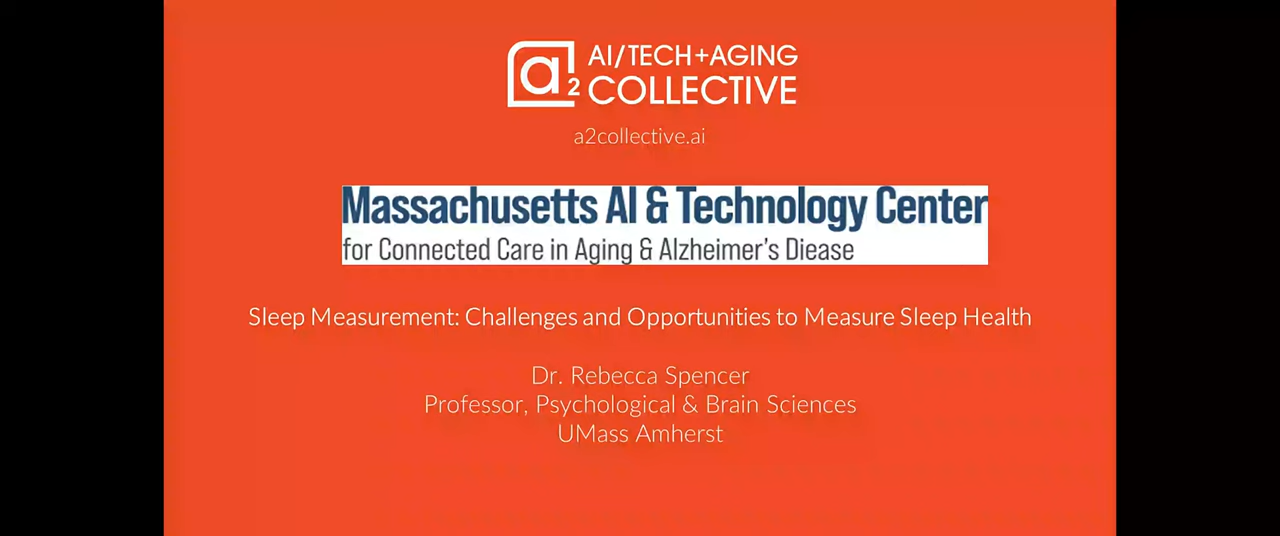 a2 AI/TECH+AGING
COLLECTIVE
a2collective.ai
Massachusetts AI & Technology Center
for Connected Care in Aging & Alzheimer's Diease
Sleep Measurement: Challenges and Opportunities to Measure Sleep Health
Dr. Rebecca Spencer
Professor, Psychological & Brain Sciences
UMass Amherst